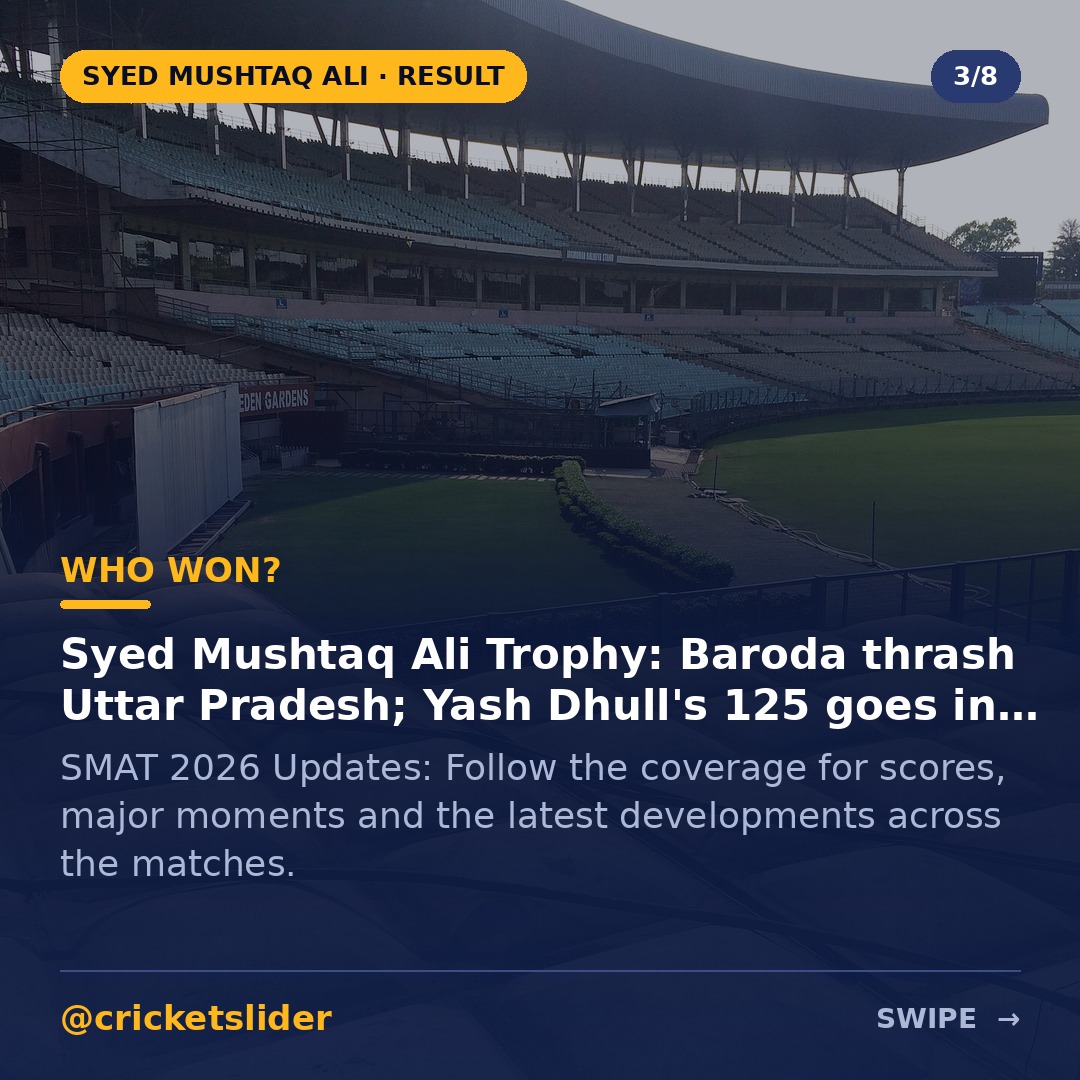 SYED MUSHTAQ ALI · RESULT
3/8
EDEN GARDENS
WHO WON?
Syed Mushtaq Ali Trophy: Baroda thrash
Uttar Pradesh; Yash Dhull's 125 goes in…
SMAT 2026 Updates: Follow the coverage for scores,
major moments and the latest developments across
the matches.
@cricketslider
SWIPE →